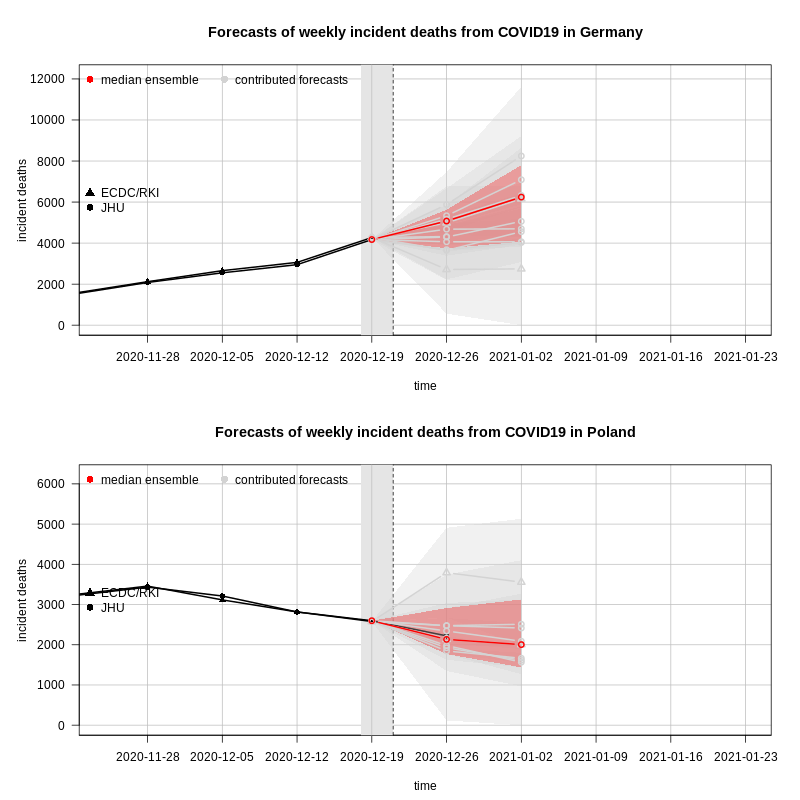 Forecasts of weekly incident deaths from COVID19 in Germany
incident deaths
12000
10000
8000
6000
4000
2000
0
median ensemble
contributed forecasts
ECDC/RKI
JHU
2020-11-28 2020-12-05 2020-12-12 2020-12-19 2020-12-26 2021-01-02 2021-01-09 2021-01-16 2021-01-23
time
Forecasts of weekly incident deaths from COVID19 in Poland
incident deaths
6000
5000
4000
3000
2000
1000
0
median ensemble
contributed forecasts
ECDC/RKI
JHU
2020-11-28 2020-12-05 2020-12-12 2020-12-19 2020-12-26 2021-01-02 2021-01-09 2021-01-16 2021-01-23
time